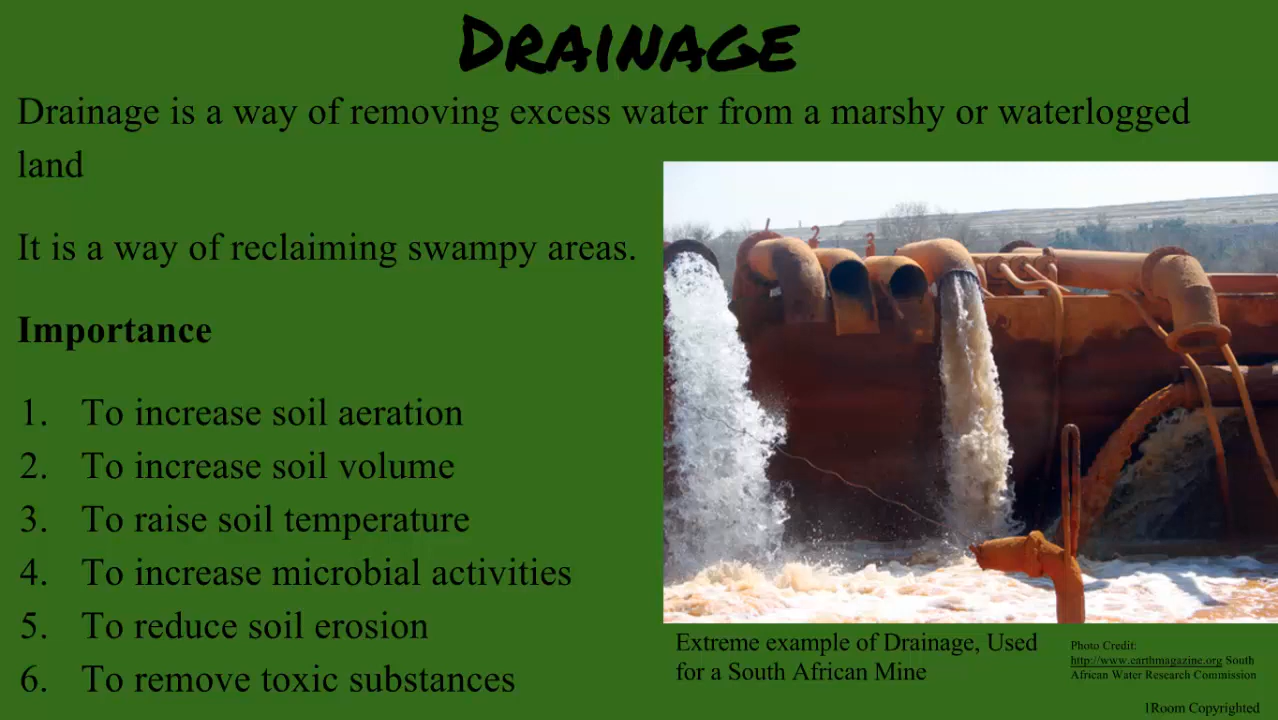 DRAINAGE
Drainage is a way of removing excess water from a marshy or waterlogged
land
It is a way of reclaiming swampy areas.
Importance
1. To increase soil aeration
2. To increase soil volume
3. To raise soil temperature
4. To increase microbial activities
5. To reduce soil erosion
6. To remove toxic substances
Extreme example of Drainage, Used
for a South African Mine
Photo Credit:
http://www.earthmagazine.org South
African Water Research Commission
1Room Copyrighted